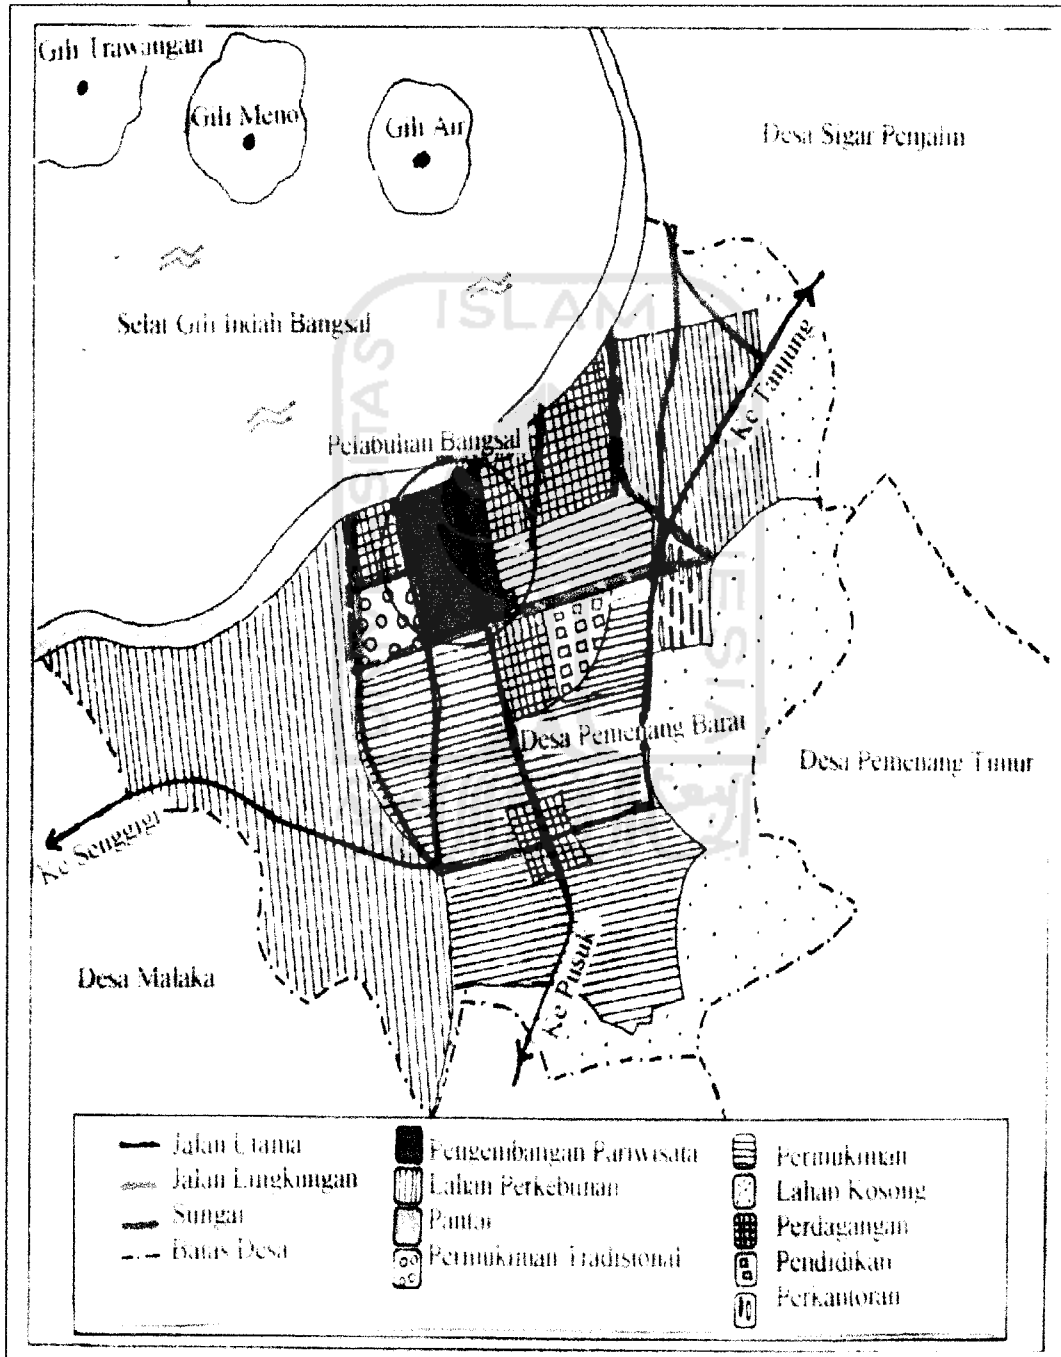 Gili Trawangan
Gili Meno
Gili Air
Desa Sigar Penjalin
Selat Gili Indah Bangsal
ISLAM
Ke Tanjung
Pelabuhan Bangsal
Desa Pemenang Barat
Desa Pemenang Timur
Ke Senggigi
Desa Malaka
Ke Pusuk
Jalan Utama
Jalan Lingkungan
Sungai
Batas Desa
Pengembangan Pariwisata
Lahan Perkebunan
Pantai
Permukiman Tradisional
Permukiman
Lahan Kosong
Perdagangan
Pendidikan
Perkantoran